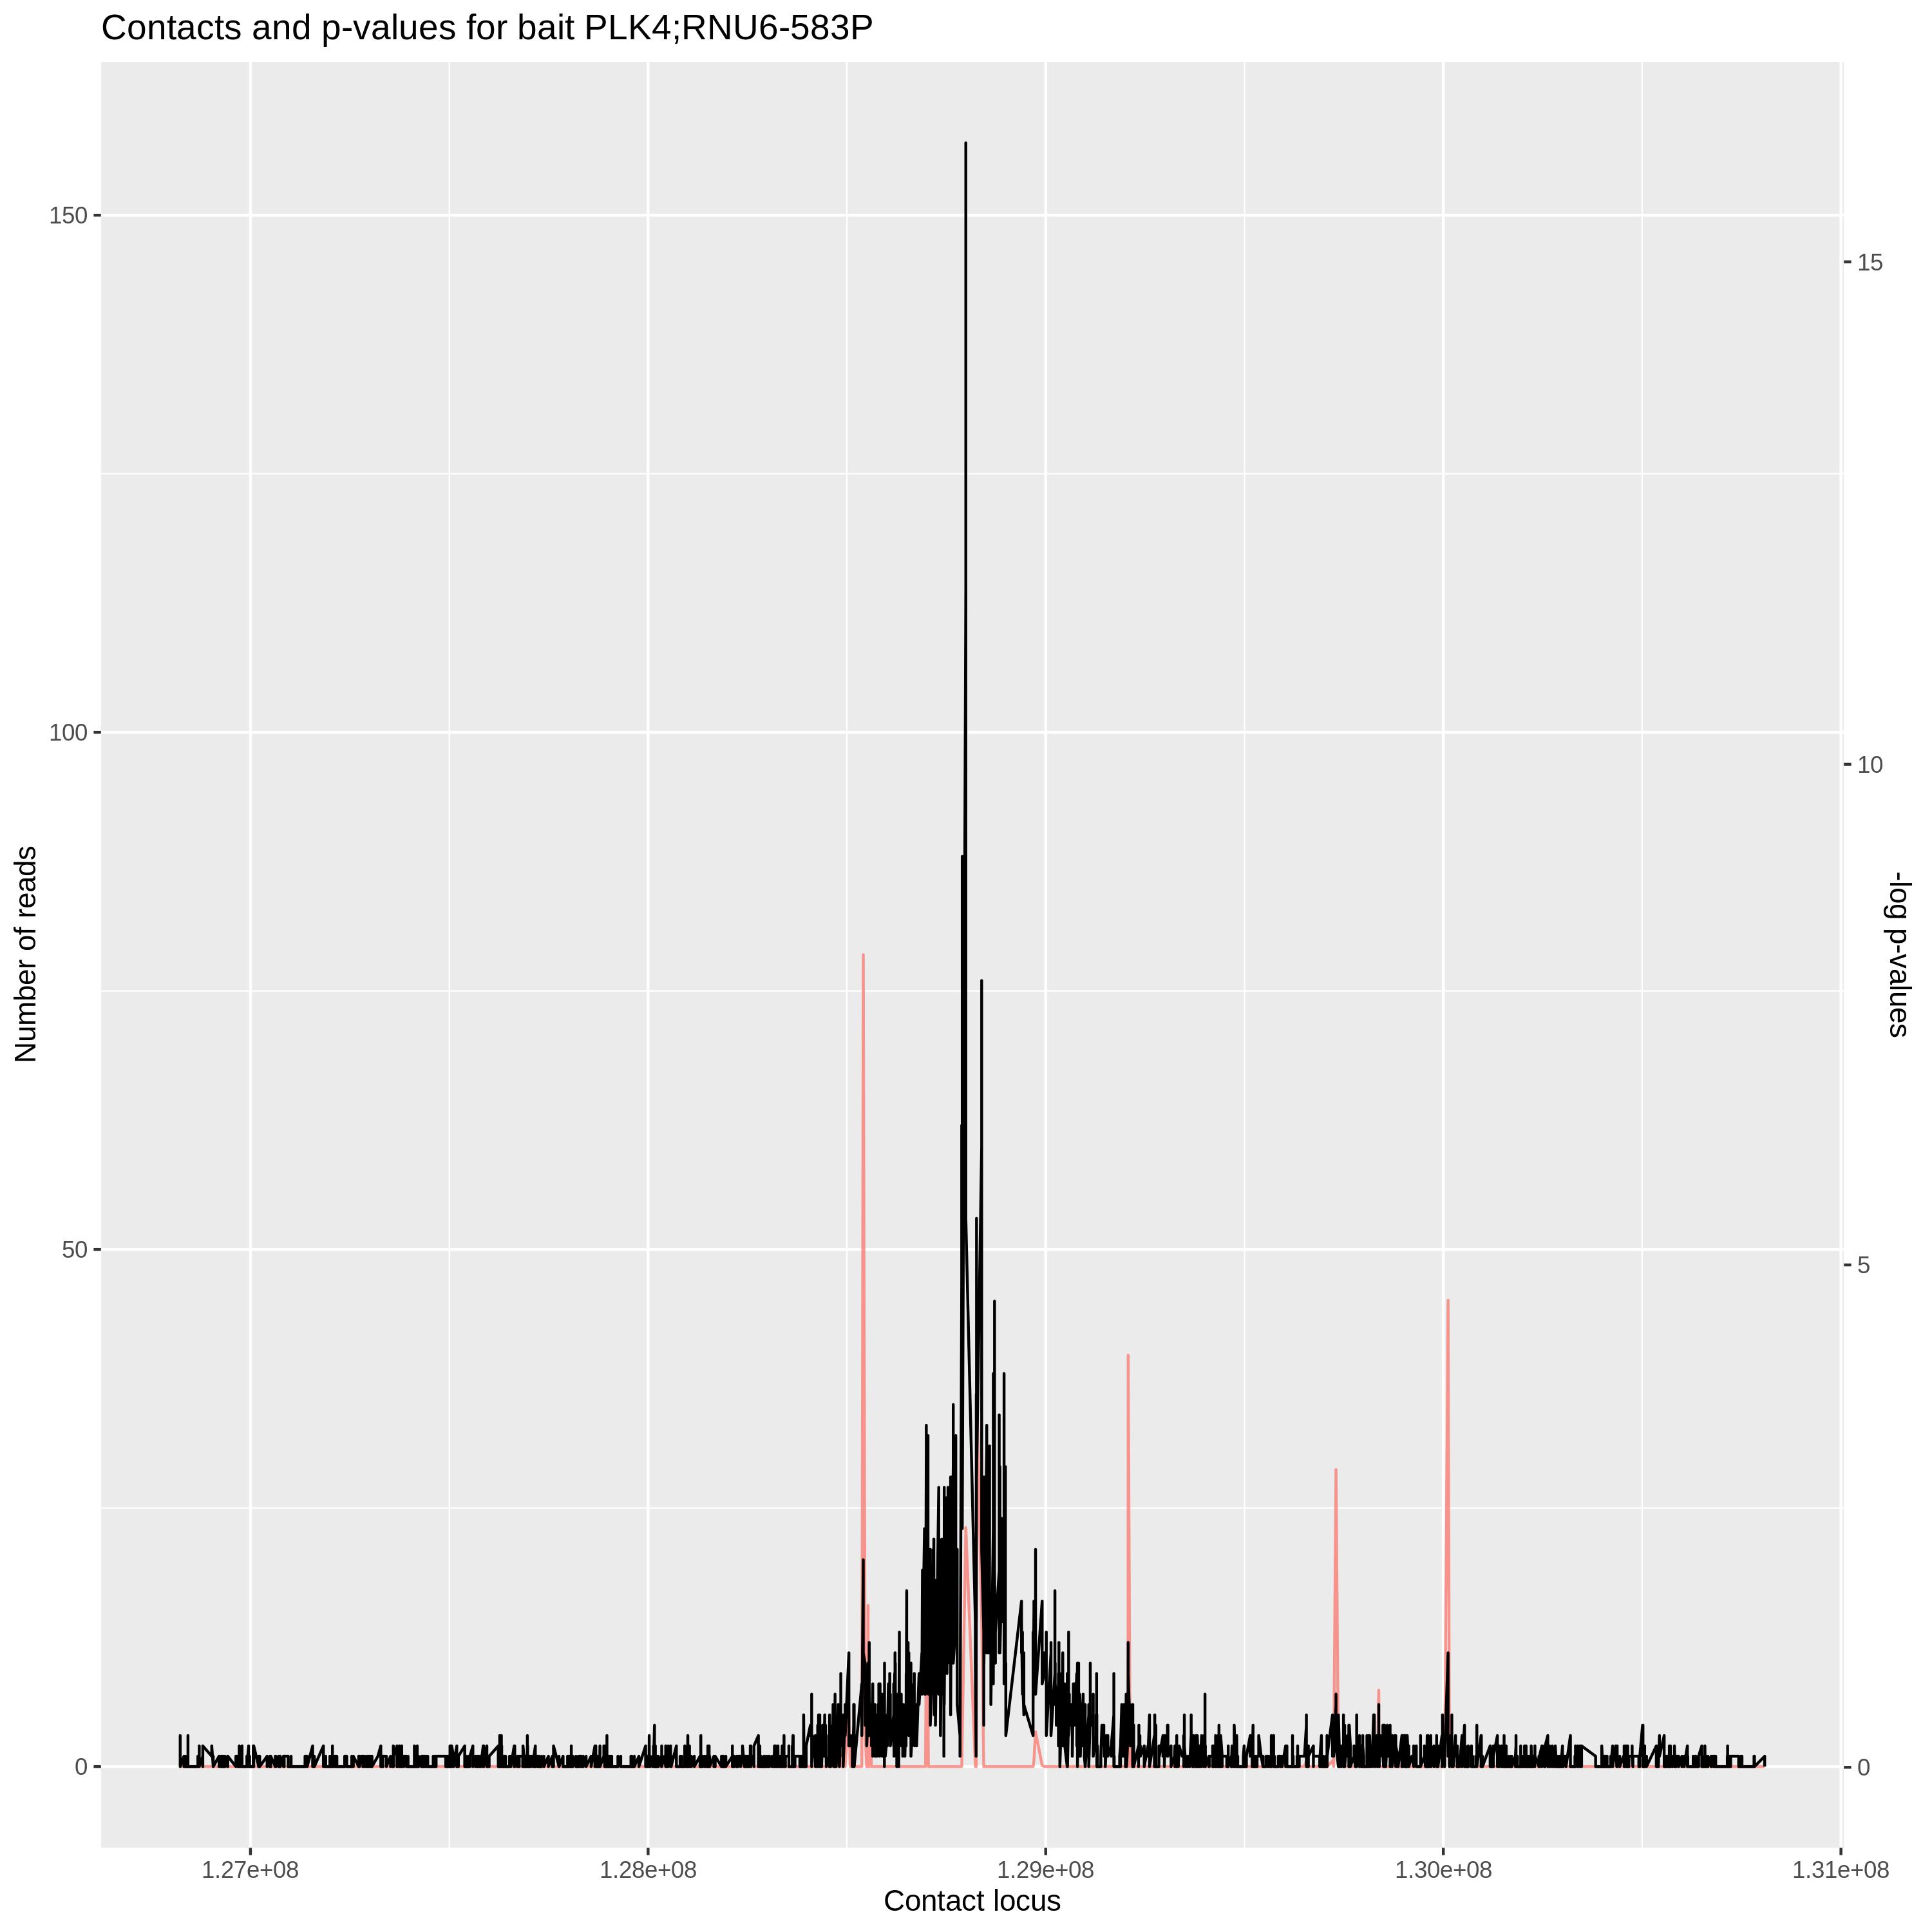 Contacts and p-values for bait PLK4;RNU6-583P
150
100
50
0
Number of reads
15
10
5
0
-log p-values
1.27e+08
1.28e+08
1.29e+08
1.30e+08
1.31e+08
Contact locus